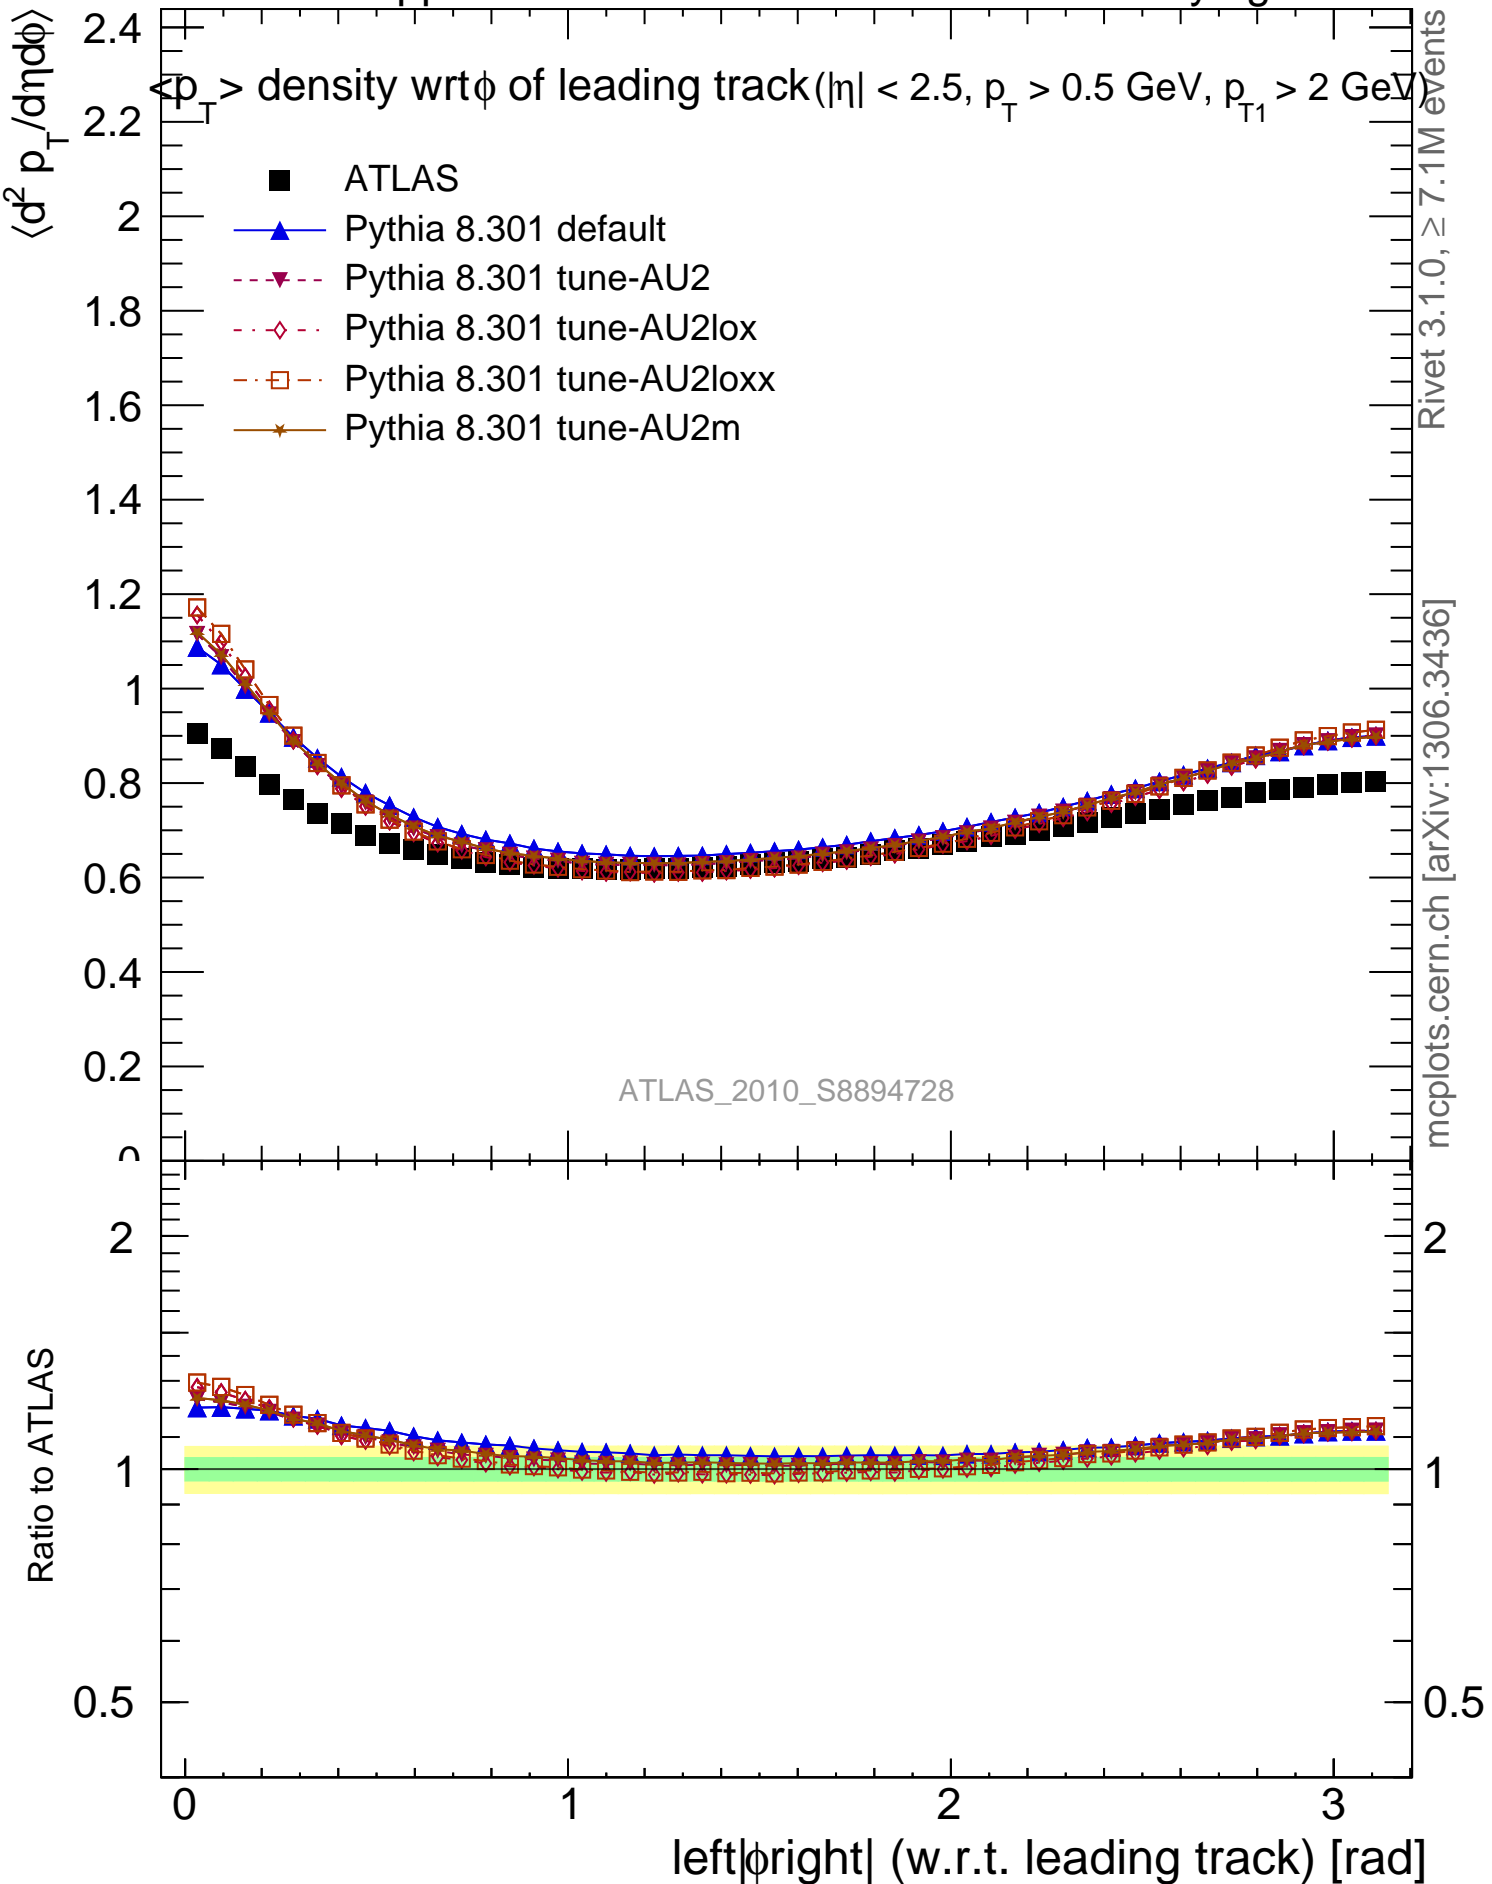 <p_T> density wrt ϕ of leading track (|η| < 2.5, p_T > 0.5 GeV, p_T1 > 2 GeV)
⟨d² p_T/dηdϕ⟩
ATLAS
Pythia 8.301 default
Pythia 8.301 tune-AU2
Pythia 8.301 tune-AU2lox
Pythia 8.301 tune-AU2loxx
Pythia 8.301 tune-AU2m
2.4
2.2
2
1.8
1.6
1.4
1.2
1
0.8
0.6
0.4
0.2
0
ATLAS_2010_S8894728
Rivet 3.1.0, ≥ 7.1M events
mcplots.cern.ch [arXiv:1306.3436]
Ratio to ATLAS
2
1
0.5
2
1
0.5
0 1 2 3
left|ϕright| (w.r.t. leading track) [rad]